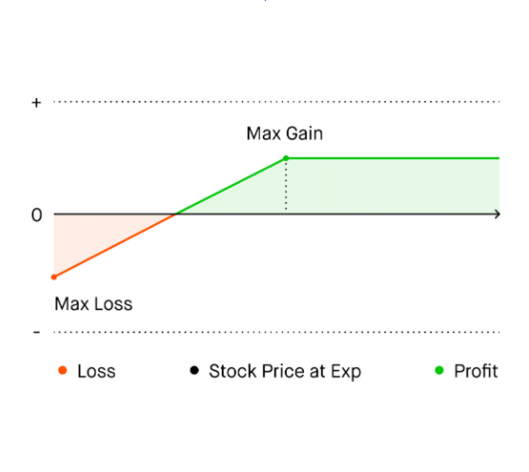 +
Max Gain
0
Max Loss
-
Loss
Stock Price at Exp
Profit